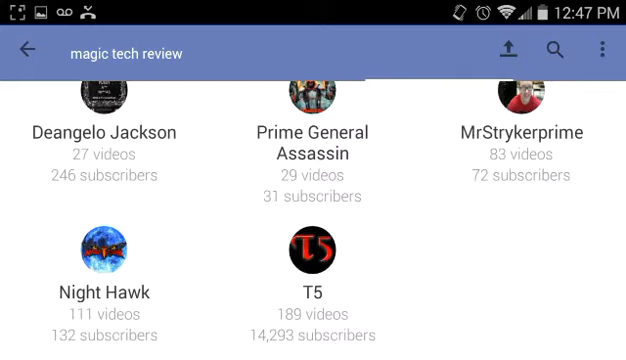 12:47 PM
magic tech review
Deangelo Jackson
27 videos
246 subscribers
Prime General
Assassin
29 videos
31 subscribers
MrStrykerprime
83 videos
72 subscribers
Night Hawk
111 videos
132 subscribers
T5
T5
189 videos
14,293 subscribers